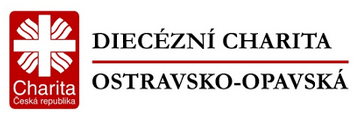 DIECÉZNÍ CHARITA
OSTRAVSKO-OPAVSKÁ
Charita
Česká republika